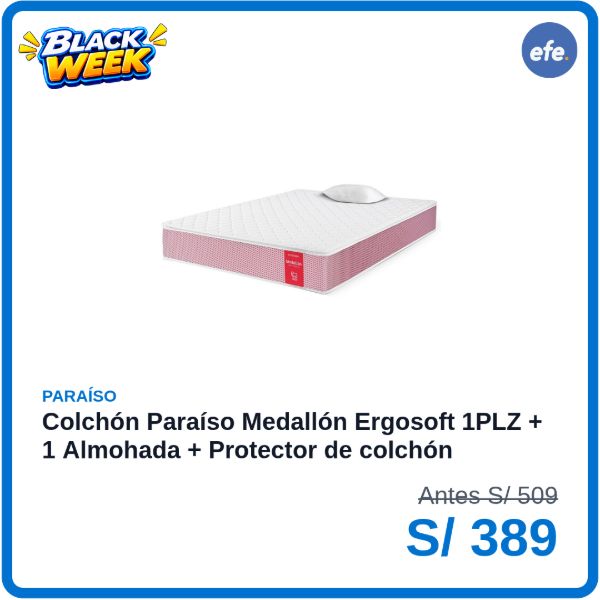 BLACK
WEEK
efe.
PARAÍSO
Colchón Paraíso Medallón Ergosoft 1PLZ +
1 Almohada + Protector de colchón
Antes S/ 509
S/ 389